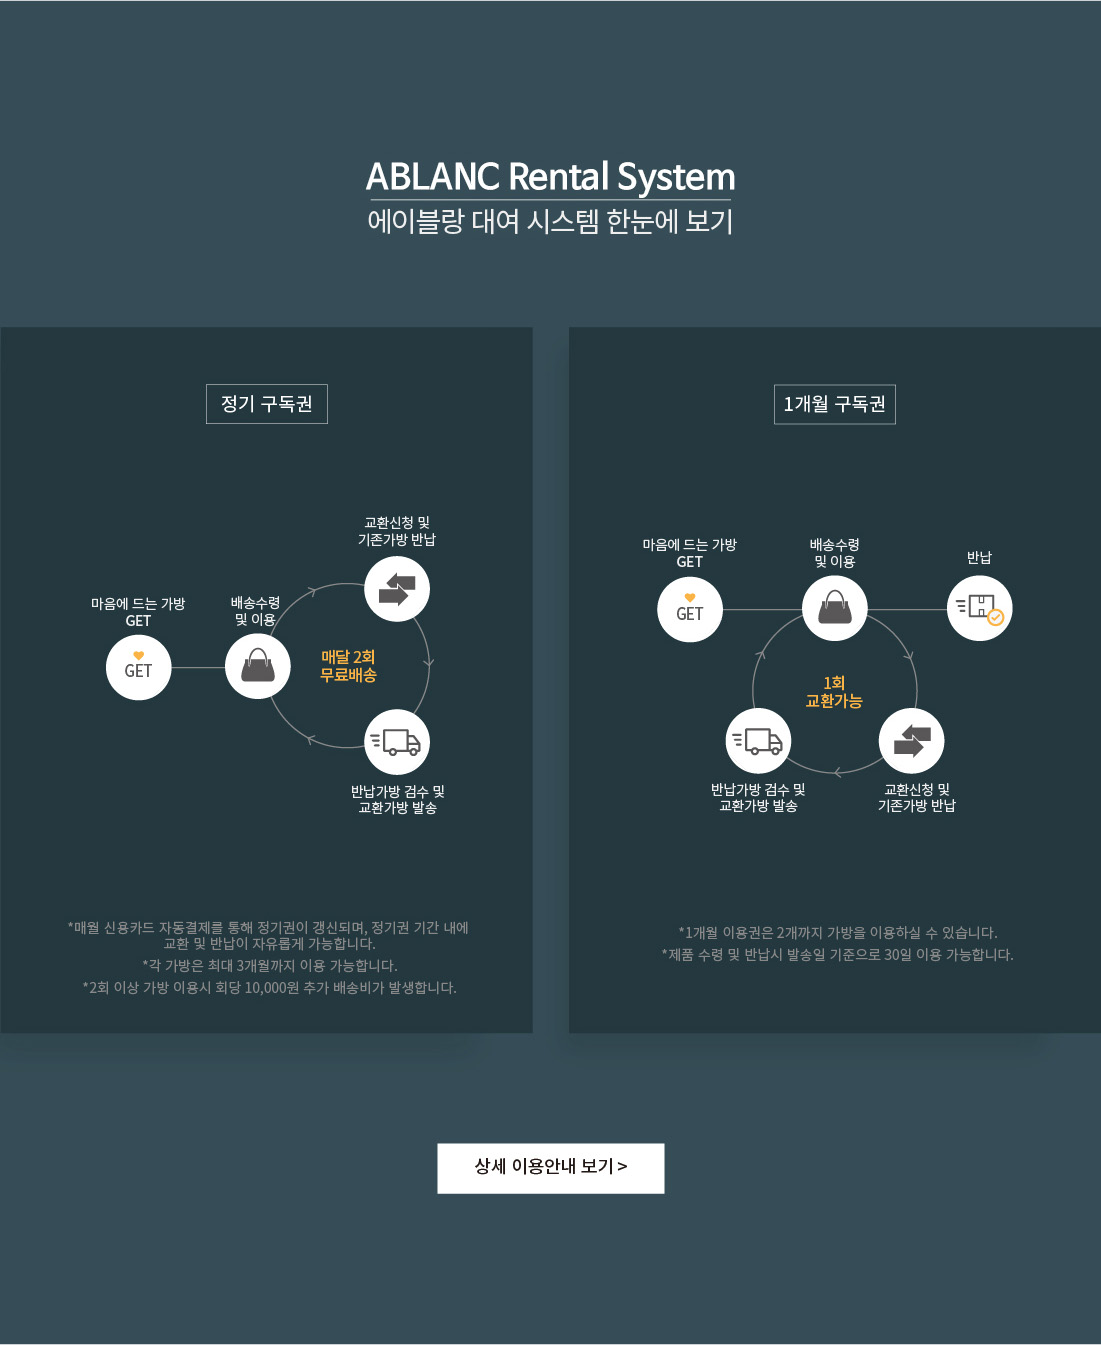 ABLANC Rental System
에이블랑 대여 시스템 한눈에 보기
정기 구독권
교환신청 및
기존가방 반납
마음에 드는 가방
GET
배송수령
및 이용
GET
매달 2회
무료배송
반납가방 검수 및
교환가방 발송
*매월 신용카드 자동결제를 통해 정기권이 갱신되며, 정기권 기간 내에
교환 및 반납이 자유롭게 가능합니다.
*각 가방은 최대 3개월까지 이용 가능합니다.
*2회 이상 가방 이용시 회당 10,000원 추가 배송비가 발생합니다.
1개월 구독권
마음에 드는 가방
GET
배송수령
및 이용
반납
GET
1회
교환가능
반납가방 검수 및
교환가방 발송
교환신청 및
기존가방 반납
*1개월 이용권은 2개까지 가방을 이용하실 수 있습니다.
*제품 수령 및 반납시 발송일 기준으로 30일 이용 가능합니다.
상세 이용안내 보기 >